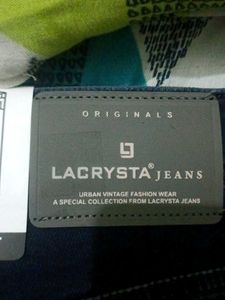 ORIGINALS
LACRYSTA® JEANS
URBAN VINTAGE FASHION WEAR
A SPECIAL COLLECTION FROM LACRYSTA JEANS